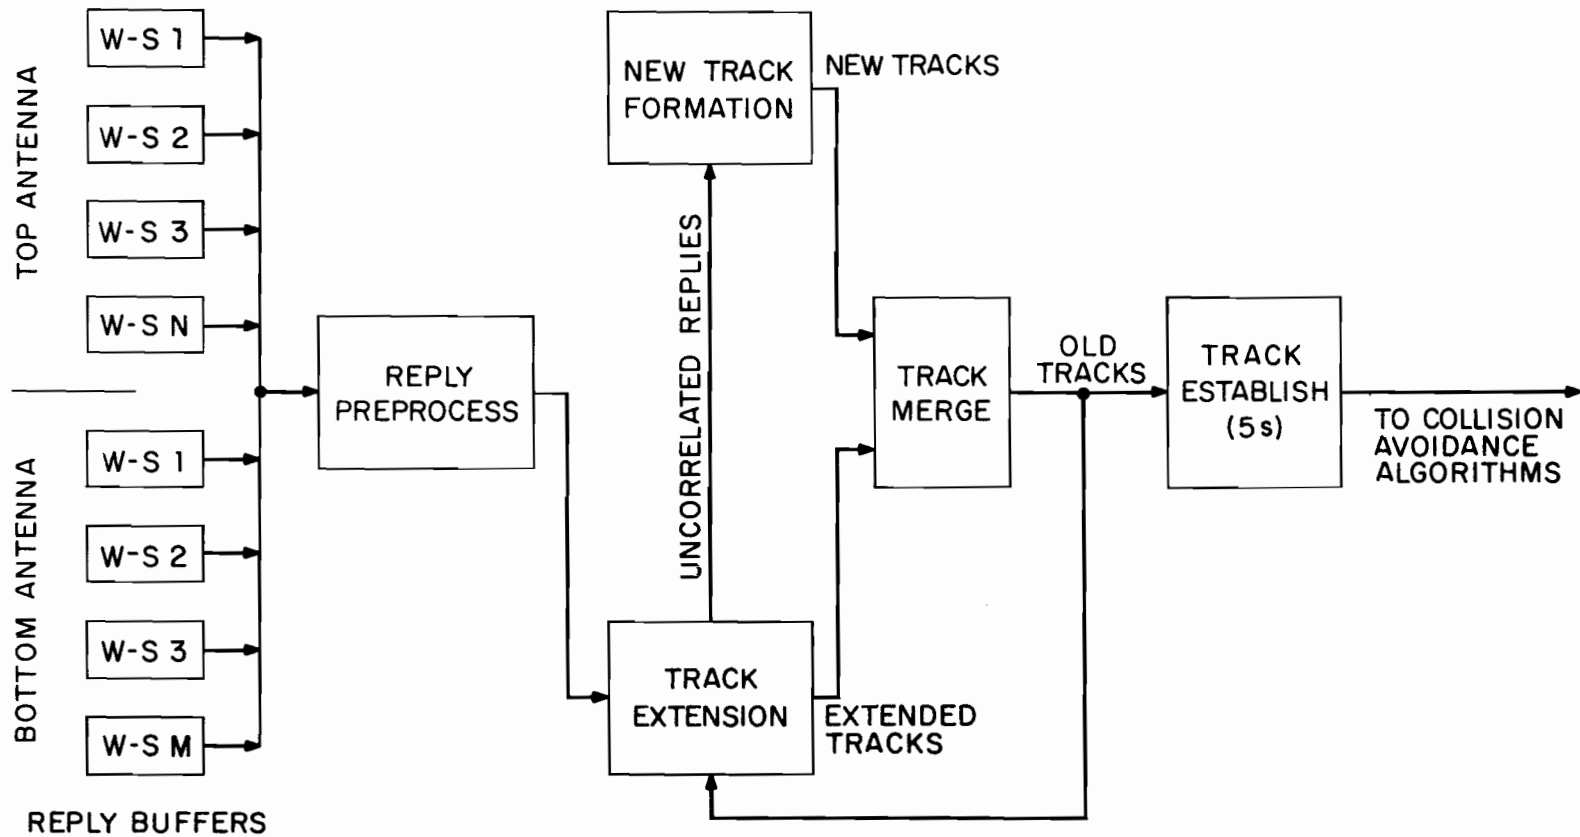 TOP ANTENNA
W-S 1
W-S 2
W-S 3
W-S N
BOTTOM ANTENNA
W-S 1
W-S 2
W-S 3
W-S M
REPLY BUFFERS
REPLY
PREPROCESS
NEW TRACK
FORMATION
NEW TRACKS
UNCORRELATED REPLIES
TRACK
EXTENSION
EXTENDED
TRACKS
TRACK
MERGE
OLD
TRACKS
TRACK
ESTABLISH
(5s)
TO COLLISION
AVOIDANCE
ALGORITHMS